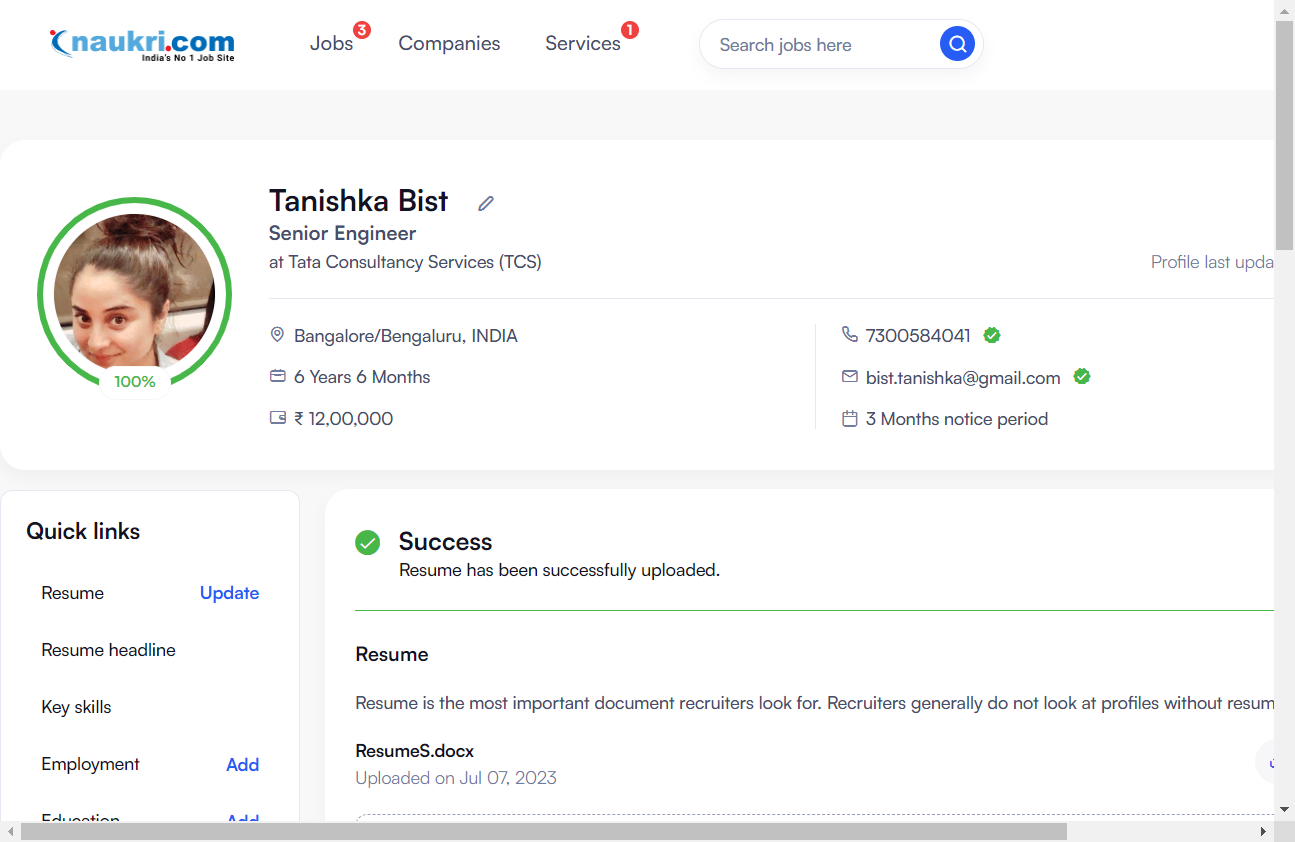 naukri.com
India's No 1 Job Site
Jobs 3 Companies Services 1 Search jobs here
Tanishka Bist
Senior Engineer
at Tata Consultancy Services (TCS)
Profile last upda
Bangalore/Bengaluru, INDIA
6 Years 6 Months
₹ 12,00,000
7300584041
bist.tanishka@gmail.com
3 Months notice period
100%
Quick links
Resume Update
Resume headline
Key skills
Employment Add
Education Add
Success
Resume has been successfully uploaded.
Resume
Resume is the most important document recruiters look for. Recruiters generally do not look at profiles without resum
ResumeS.docx
Uploaded on Jul 07, 2023